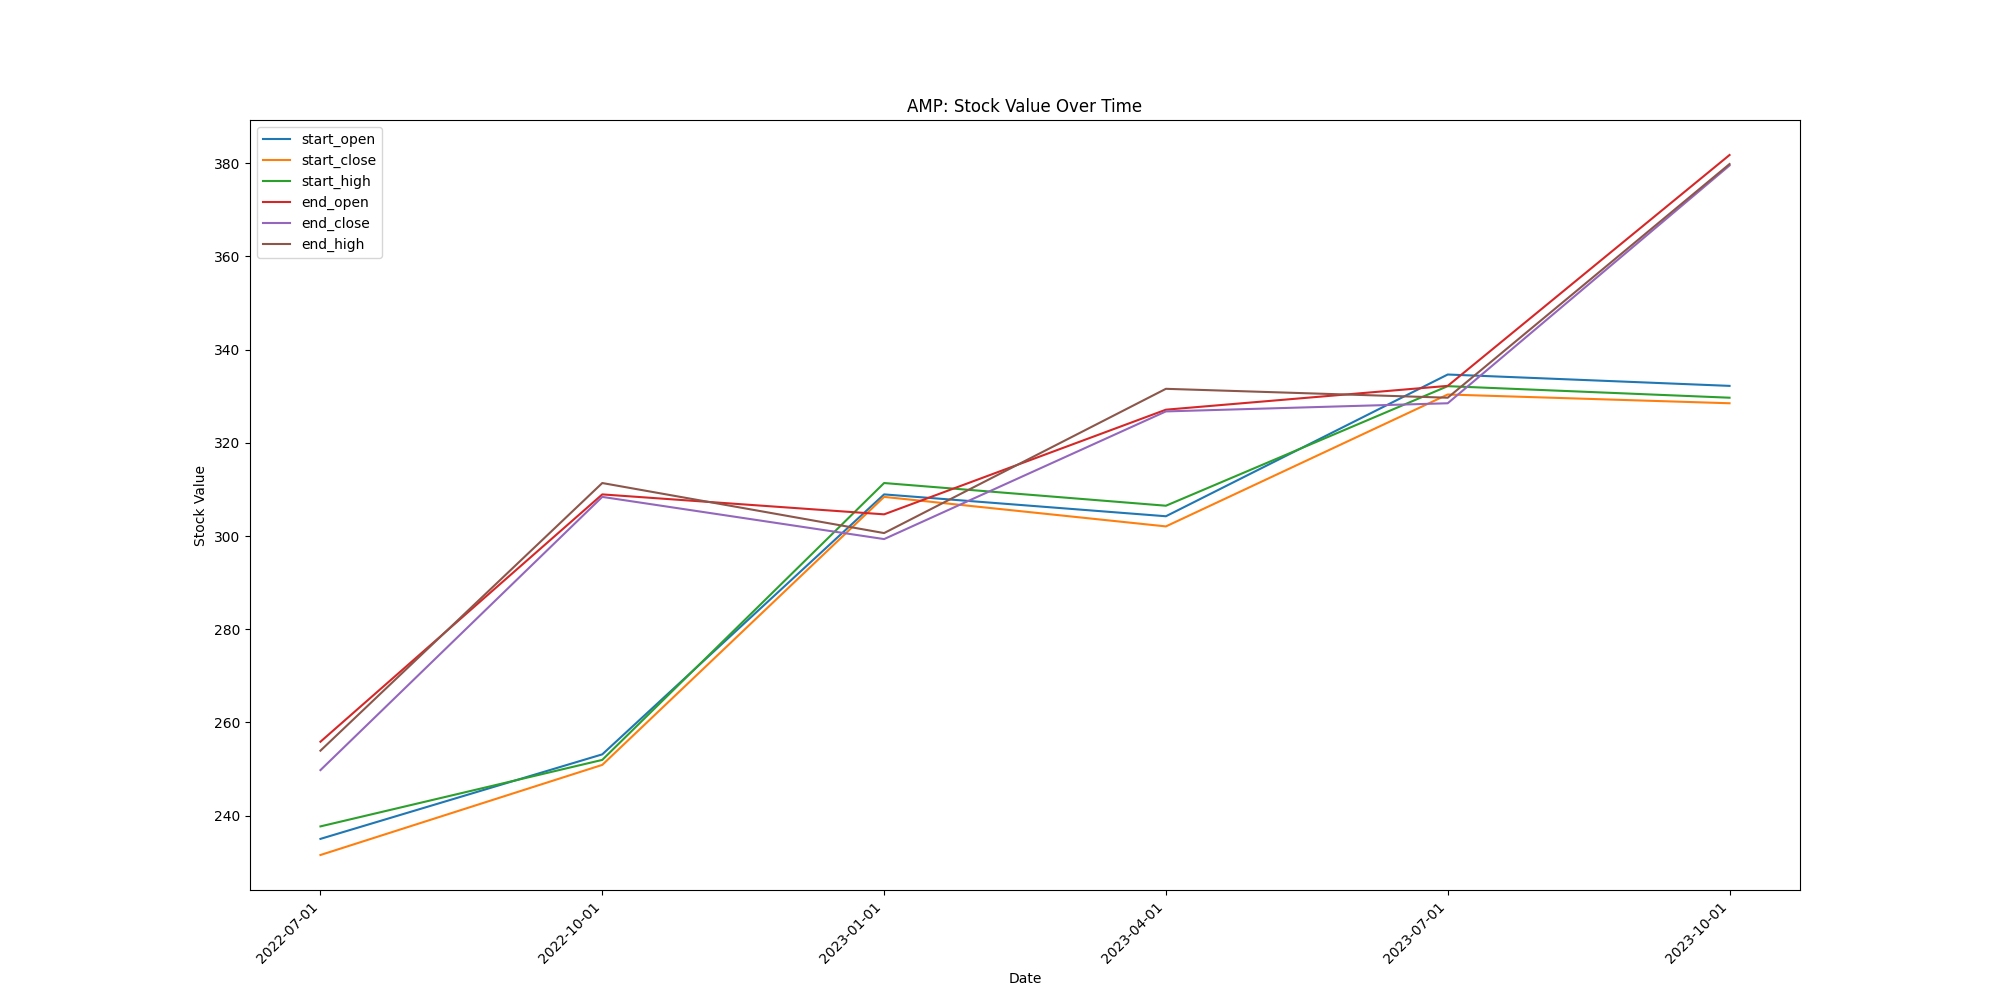 AMP: Stock Value Over Time
start_open
start_close
start_high
end_open
end_close
end_high
380
360
340
320
300
280
260
240
Stock Value
2022-07-01
2022-10-01
2023-01-01
2023-04-01
2023-07-01
2023-10-01
Date